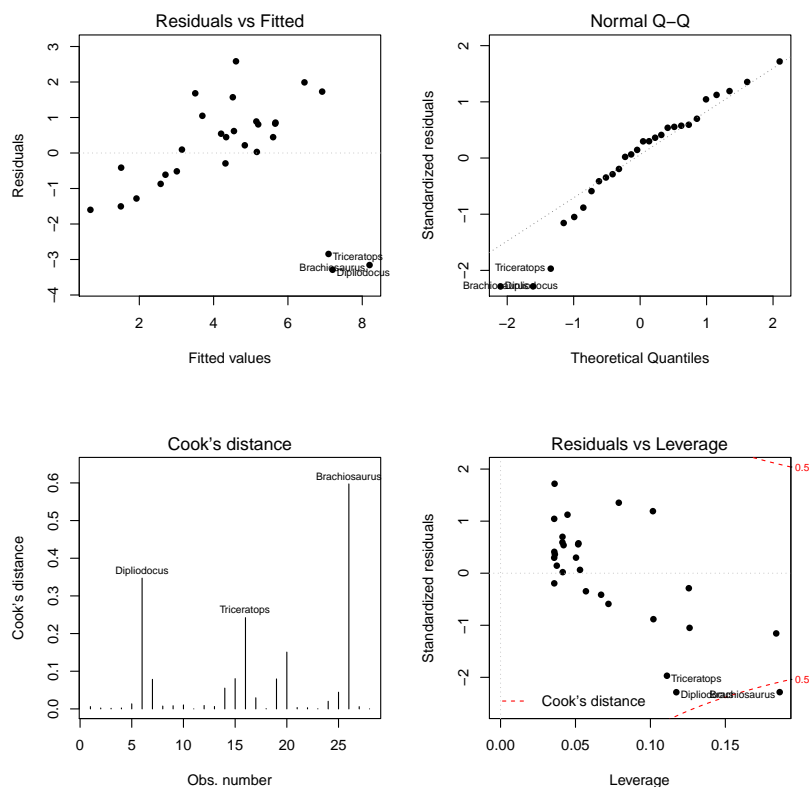 Residuals vs Fitted
Residuals
3
2
1
0
−1
−2
−3
−4
Triceratops
Brachiosaurus
Dipliodocus
2
4
6
8
Fitted values
Normal Q−Q
Standardized residuals
2
1
0
−1
−2
Triceratops
Brachiosaurus
Dipliodocus
−2
−1
0
1
2
Theoretical Quantiles
Cook's distance
Cook's distance
0.6
0.5
0.4
0.3
0.2
0.1
0.0
Brachiosaurus
Dipliodocus
Triceratops
0
5
10
15
20
25
Obs. number
Residuals vs Leverage
Standardized residuals
2
1
0
−1
−2
0.5
0.5
Triceratops
Dipliodocus
Brachiosaurus
Cook's distance
0.00
0.05
0.10
0.15
Leverage